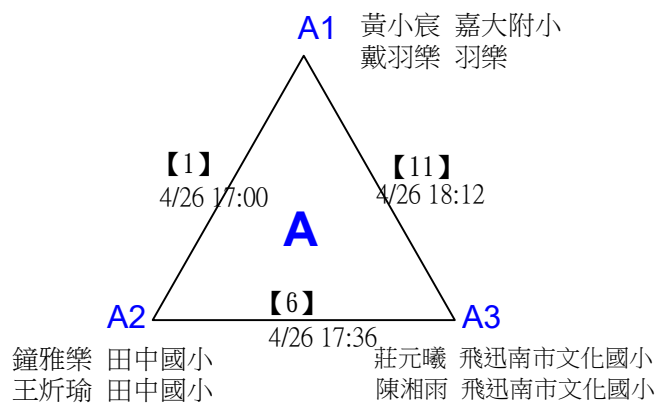 A1 黃小宸 嘉大附小
戴羽樂 羽樂
【1】
4/26 17:00
【11】
4/26 18:12
A
【6】
4/26 17:36
A2
A3
鐘雅樂 田中國小
王炘瑜 田中國小
莊元曦 飛迅南市文化國小
陳湘雨 飛迅南市文化國小